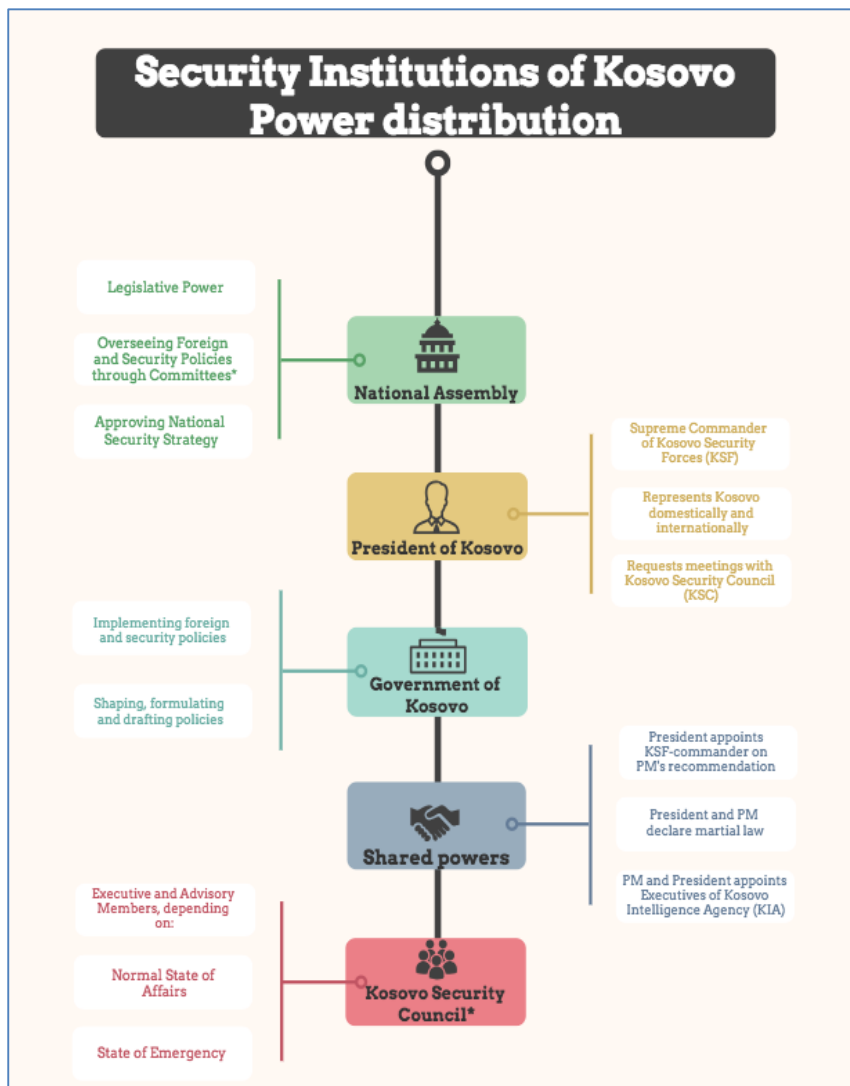 Security Institutions of Kosovo
Power distribution
Legislative Power
Overseeing Foreign
and Security Policies
through Committees*
Approving National
Security Strategy
National Assembly
Supreme Commander
of Kosovo Security
Forces (KSF)
Represents Kosovo
domestically and
internationally
Requests meetings with
Kosovo Security Council
(KSC)
President of Kosovo
Implementing foreign
and security policies
Shaping, formulating
and drafting policies
Government of
Kosovo
President appoints
KSF-commander on
PM's recommendation
President and PM
declare martial law
PM and President appoints
Executives of Kosovo
Intelligence Agency (KIA)
Shared powers
Executive and Advisory
Members, depending
on:
Normal State of
Affairs
State of Emergency
Kosovo Security
Council*